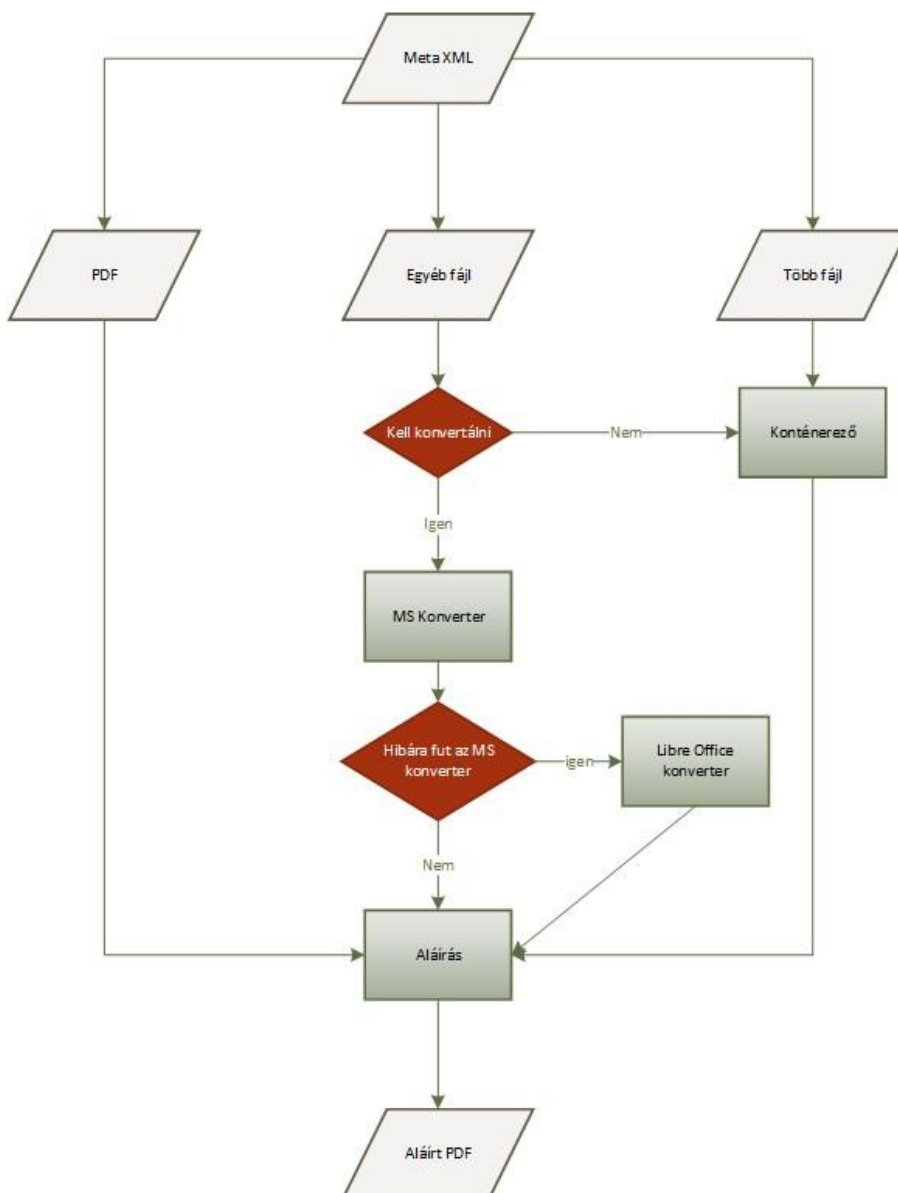 Meta XML
PDF
Egyéb fájl
Több fájl
Kell konvertálni
Nem
Konténerező
Igen
MS Konverter
Hibára fut az MS
konverter
igen
Libre Office
konverter
Nem
Aláírás
Aláírt PDF